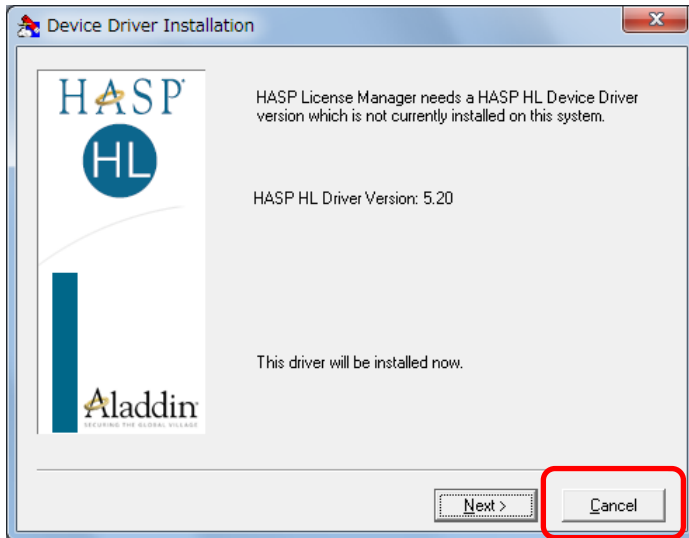 Device Driver Installation
HASP
HL
HASP License Manager needs a HASP HL Device Driver
version which is not currently installed on this system.
HASP HL Driver Version: 5.20
This driver will be installed now.
Aladdin
SECURING THE GLOBAL VILLAGE
Next >
Cancel